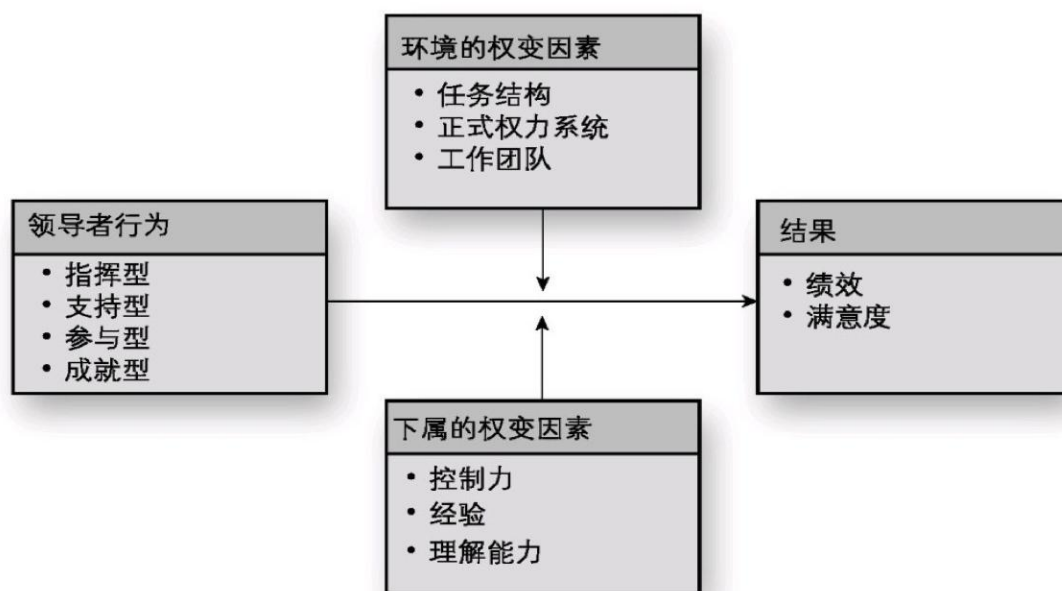 环境的权变因素
• 任务结构
• 正式权力系统
• 工作团队
领导者行为
• 指挥型
• 支持型
• 参与型
• 成就型
结果
• 绩效
• 满意度
下属的权变因素
• 控制力
• 经验
• 理解能力